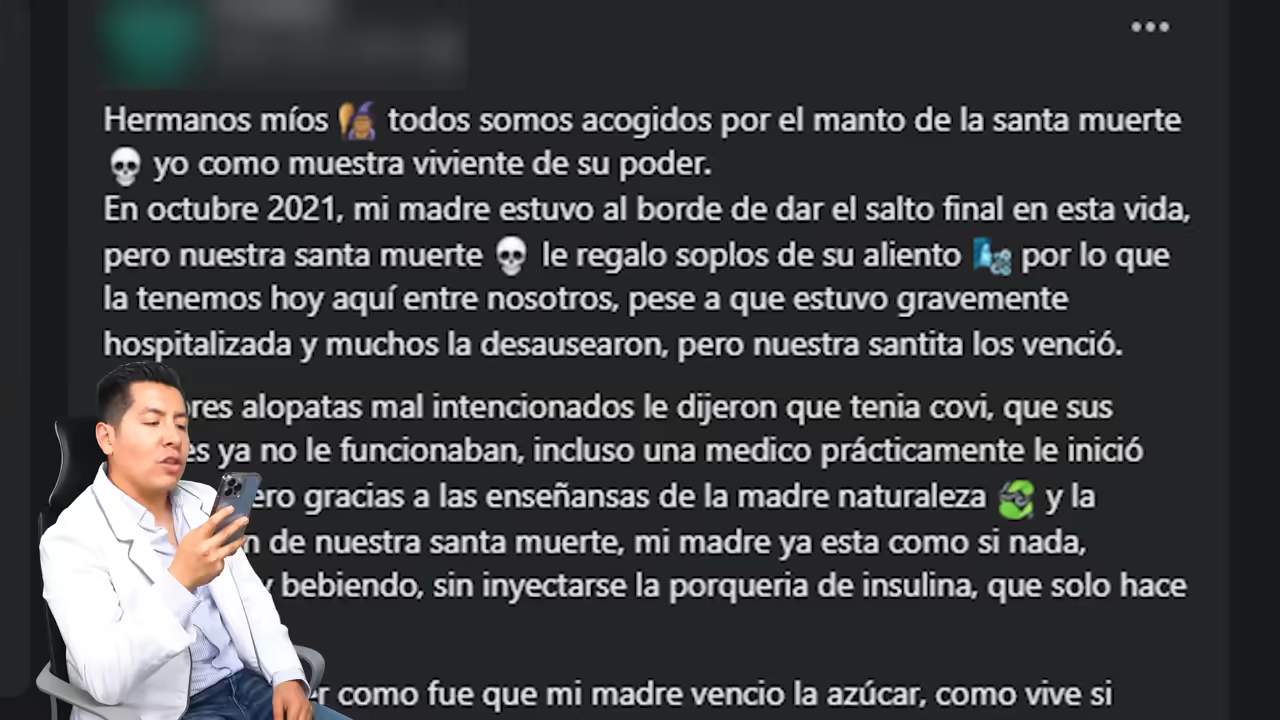 Hermanos míos 🧙 todos somos acogidos por el manto de la santa muerte
💀 yo como muestra viviente de su poder.
En octubre 2021, mi madre estuvo al borde de dar el salto final en esta vida,
pero nuestra santa muerte 💀 le regalo soplos de su aliento 🌬 por lo que
la tenemos hoy aquí entre nosotros, pese a que estuvo gravemente
hospitalizada y muchos la desausearon, pero nuestra santita los venció.
ores alopatas mal intencionados le dijeron que tenia covi, que sus
es ya no le funcionaban, incluso una medico prácticamente le inició
ero gracias a las enseñansas de la madre naturaleza y la
n de nuestra santa muerte, mi madre ya esta como si nada,
y bebiendo, sin inyectarse la porqueria de insulina, que solo hace
r como fue que mi madre vencio la azúcar, como vive si